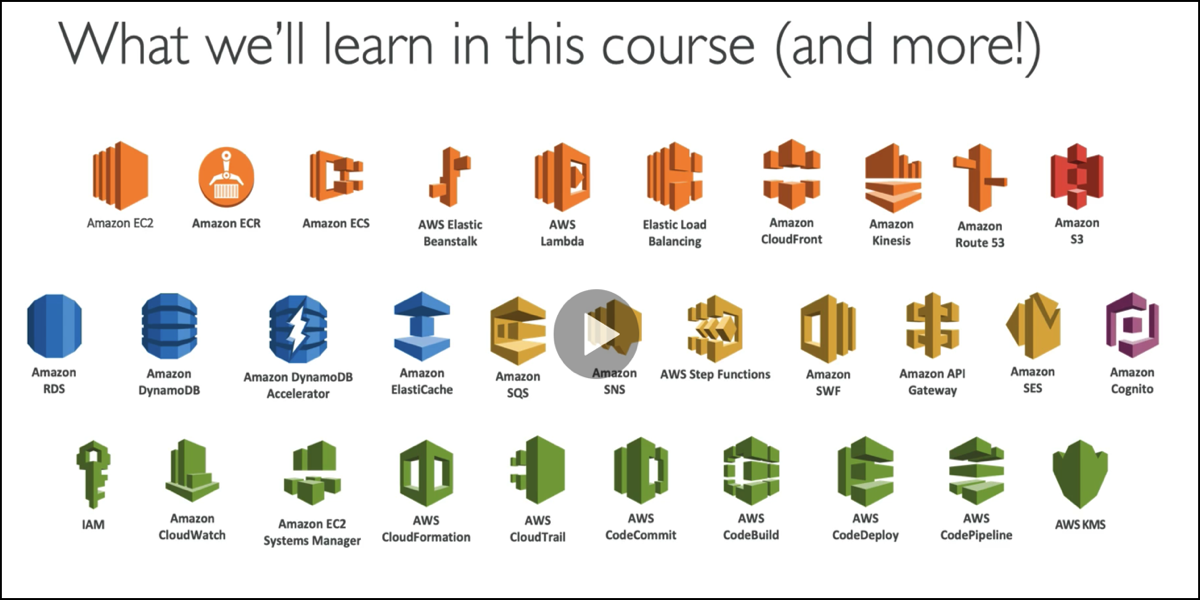 What we'll learn in this course (and more!)
Amazon EC2
Amazon ECR
Amazon ECS
AWS Elastic
Beanstalk
AWS
Lambda
Elastic Load
Balancing
Amazon
CloudFront
Amazon
Kinesis
Amazon
Route 53
Amazon
S3
Amazon
RDS
Amazon
DynamoDB
Amazon DynamoDB
Accelerator
Amazon
ElastiCache
Amazon
SQS
Amazon
SNS
AWS Step Functions
Amazon
SWF
Amazon API
Gateway
Amazon
SES
Amazon
Cognito
IAM
Amazon
CloudWatch
Amazon EC2
Systems Manager
AWS
CloudFormation
AWS
CloudTrail
AWS
CodeCommit
AWS
CodeBuild
AWS
CodeDeploy
AWS
CodePipeline
AWS KMS